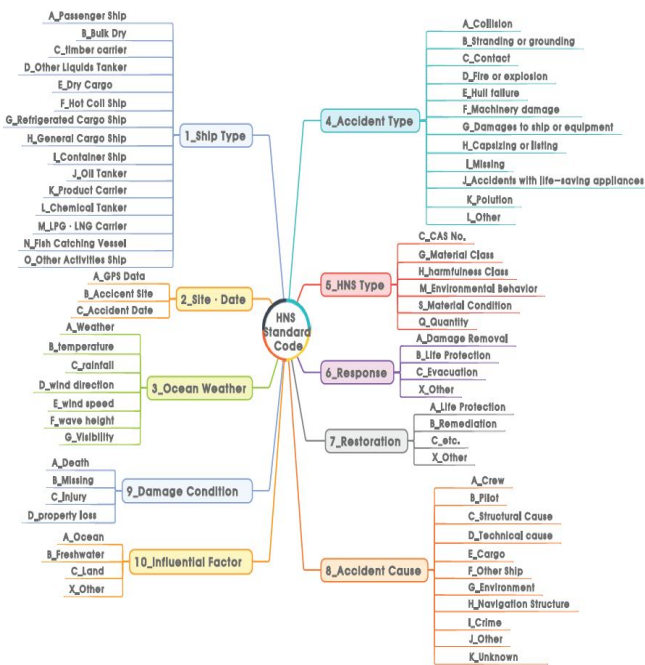 A_Passenger Ship
B_Bulk Dry
C_timber carrier
D_Other Liquids Tanker
E_Dry Cargo
F_Hot Coil Ship
G_Refrigerated Cargo Ship
H_General Cargo Ship
I_Container Ship
J_Oil Tanker
K_Product Carrier
L_Chemical Tanker
M_LPG · LNG Carrier
N_Fish Catching Vessel
O_Other Activities Ship
1_Ship Type
A_GPS Data
B_Accicent Site
C_Accident Date
2_Site · Date
A_Weather
B_temperature
C_rainfall
D_wind direction
E_wind speed
F_wave height
G_Visibility
3_Ocean Weather
A_Death
B_Missing
C_Injury
D_property loss
9_Damage Condition
A_Ocean
B_Freshwater
C_Land
X_Other
10_Influential Factor
HNS
Standard
Code
4_Accident Type
A_Collision
B_Stranding or grounding
C_Contact
D_Fire or explosion
E_Hull failure
F_Machinery damage
G_Damages to ship or equipment
H_Capsizing or listing
I_Missing
J_Accidents with life-saving appliances
K_Polution
L_Other
5_HNS Type
C_CAS No.
G_Material Class
H_harmfulness Class
M_Environmental Behavior
S_Material Condition
Q_Quantity
6_Response
A_Damage Removal
B_Life Protection
C_Evacuation
X_Other
7_Restoration
A_Life Protection
B_Remediation
C_etc.
X_Other
8_Accident Cause
A_Crew
B_Pilot
C_Structural Cause
D_Technical cause
E_Cargo
F_Other Ship
G_Environment
H_Navigation Structure
I_Crime
J_Other
K_Unknown